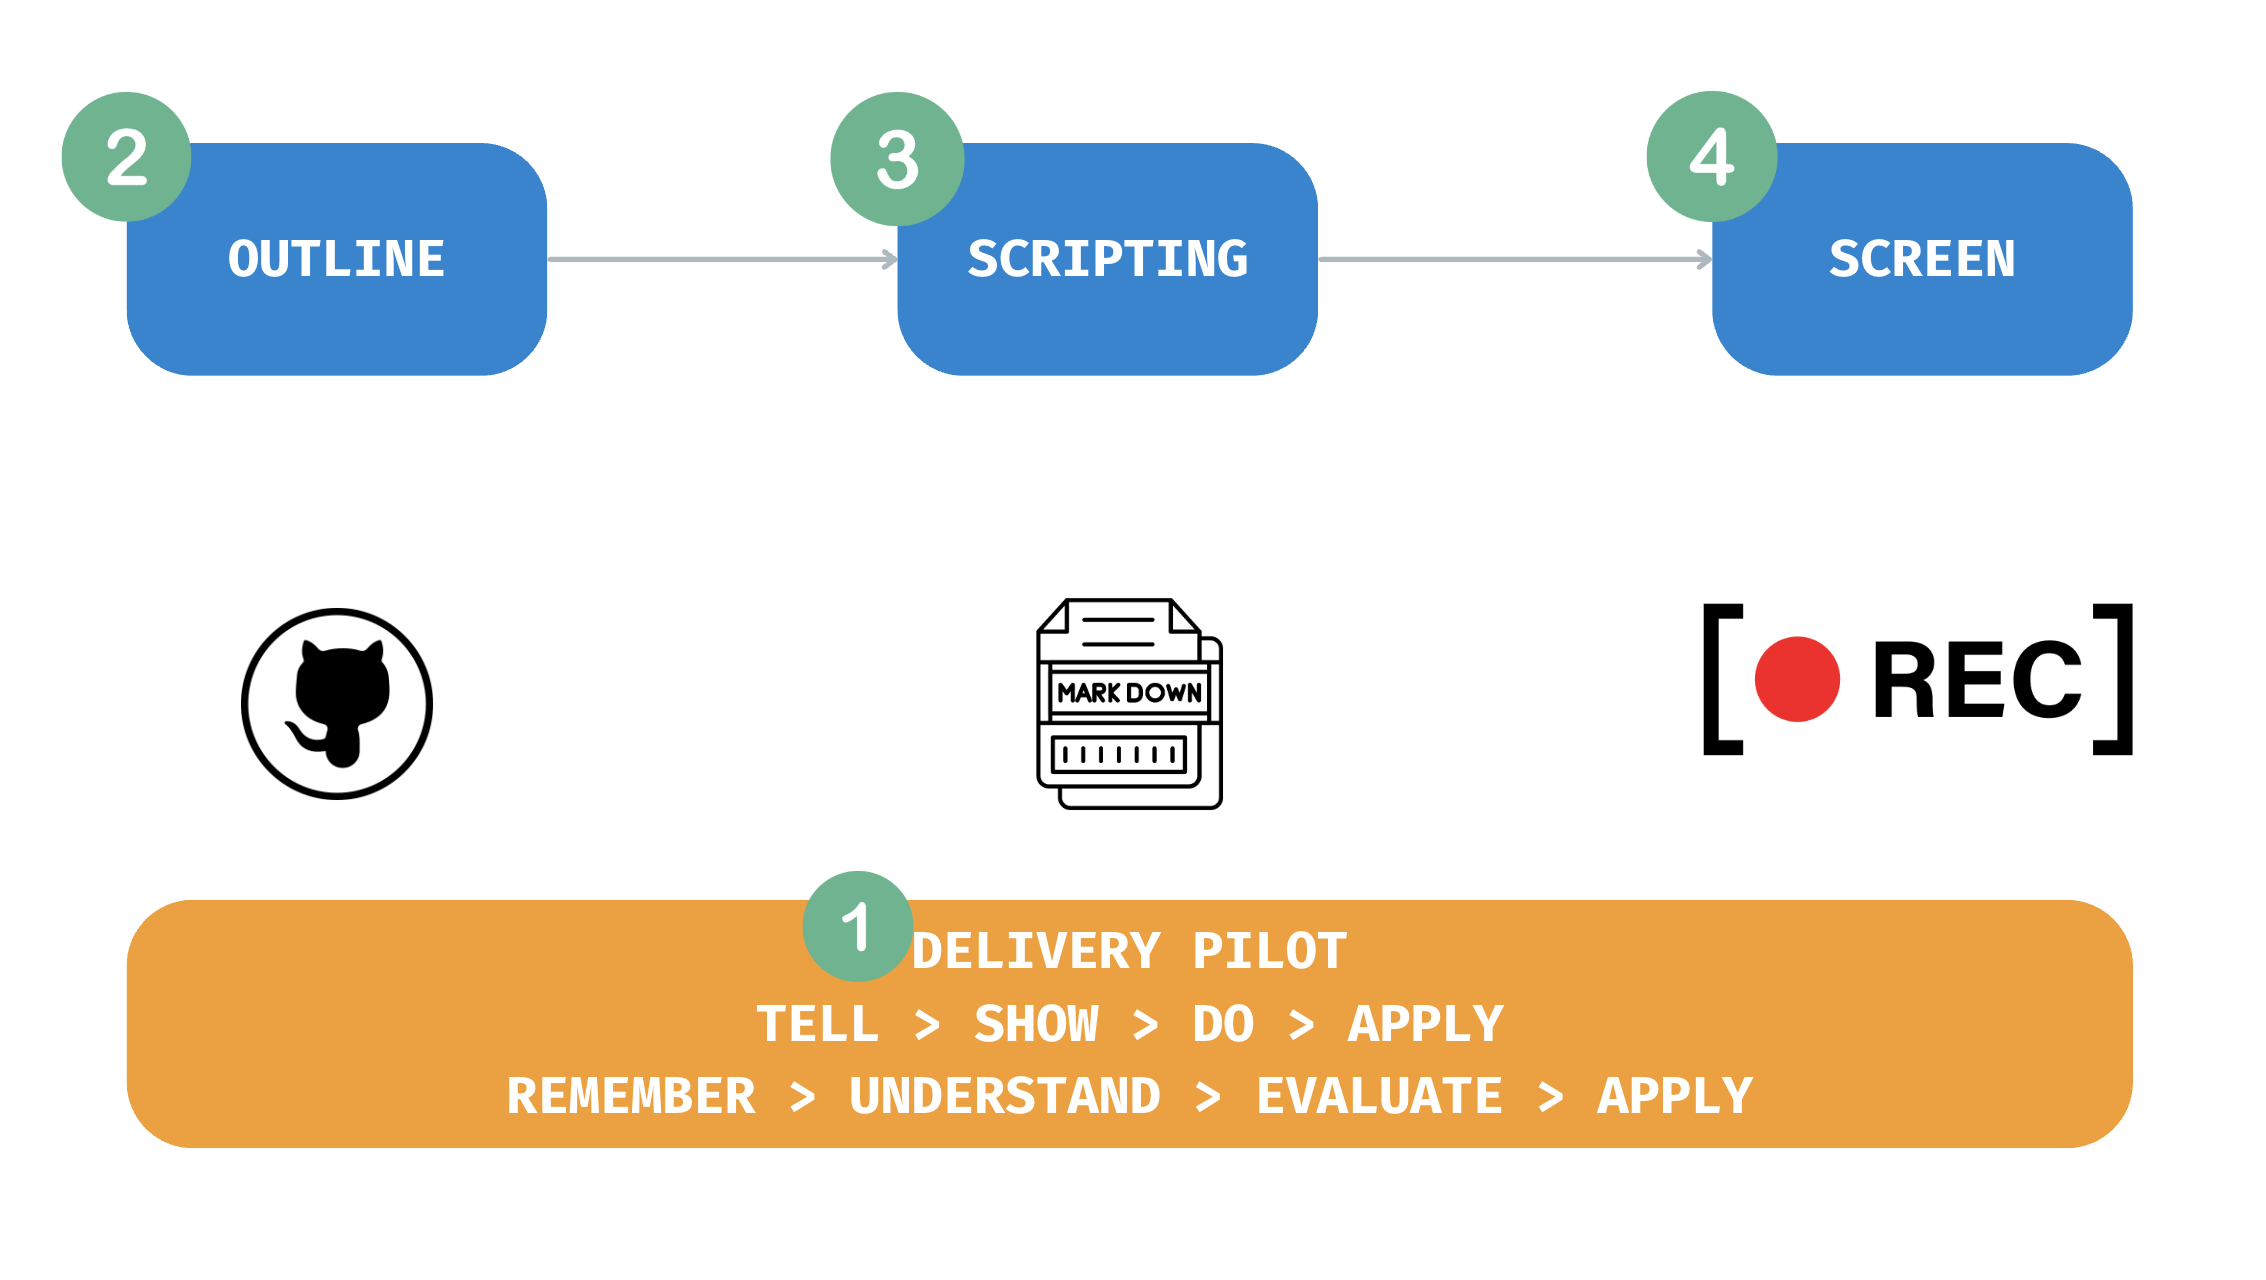 2
OUTLINE
3
SCRIPTING
4
SCREEN
MARK DOWN
REC
1
DELIVERY PILOT
TELL > SHOW > DO > APPLY
REMEMBER > UNDERSTAND > EVALUATE > APPLY